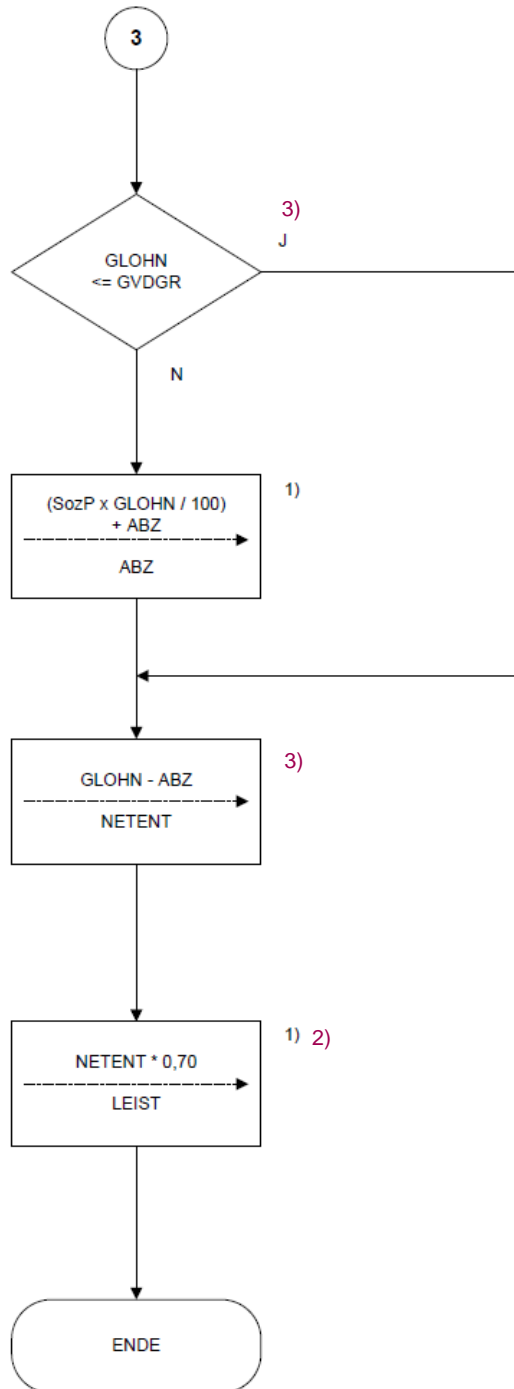 3
3)
J
GLOHN
<= GVDGR
N
(SozP x GLOHN / 100)
+ ABZ
ABZ
1)
GLOHN - ABZ
NETENT
3)
NETENT * 0,70
LEIST
1) 2)
ENDE